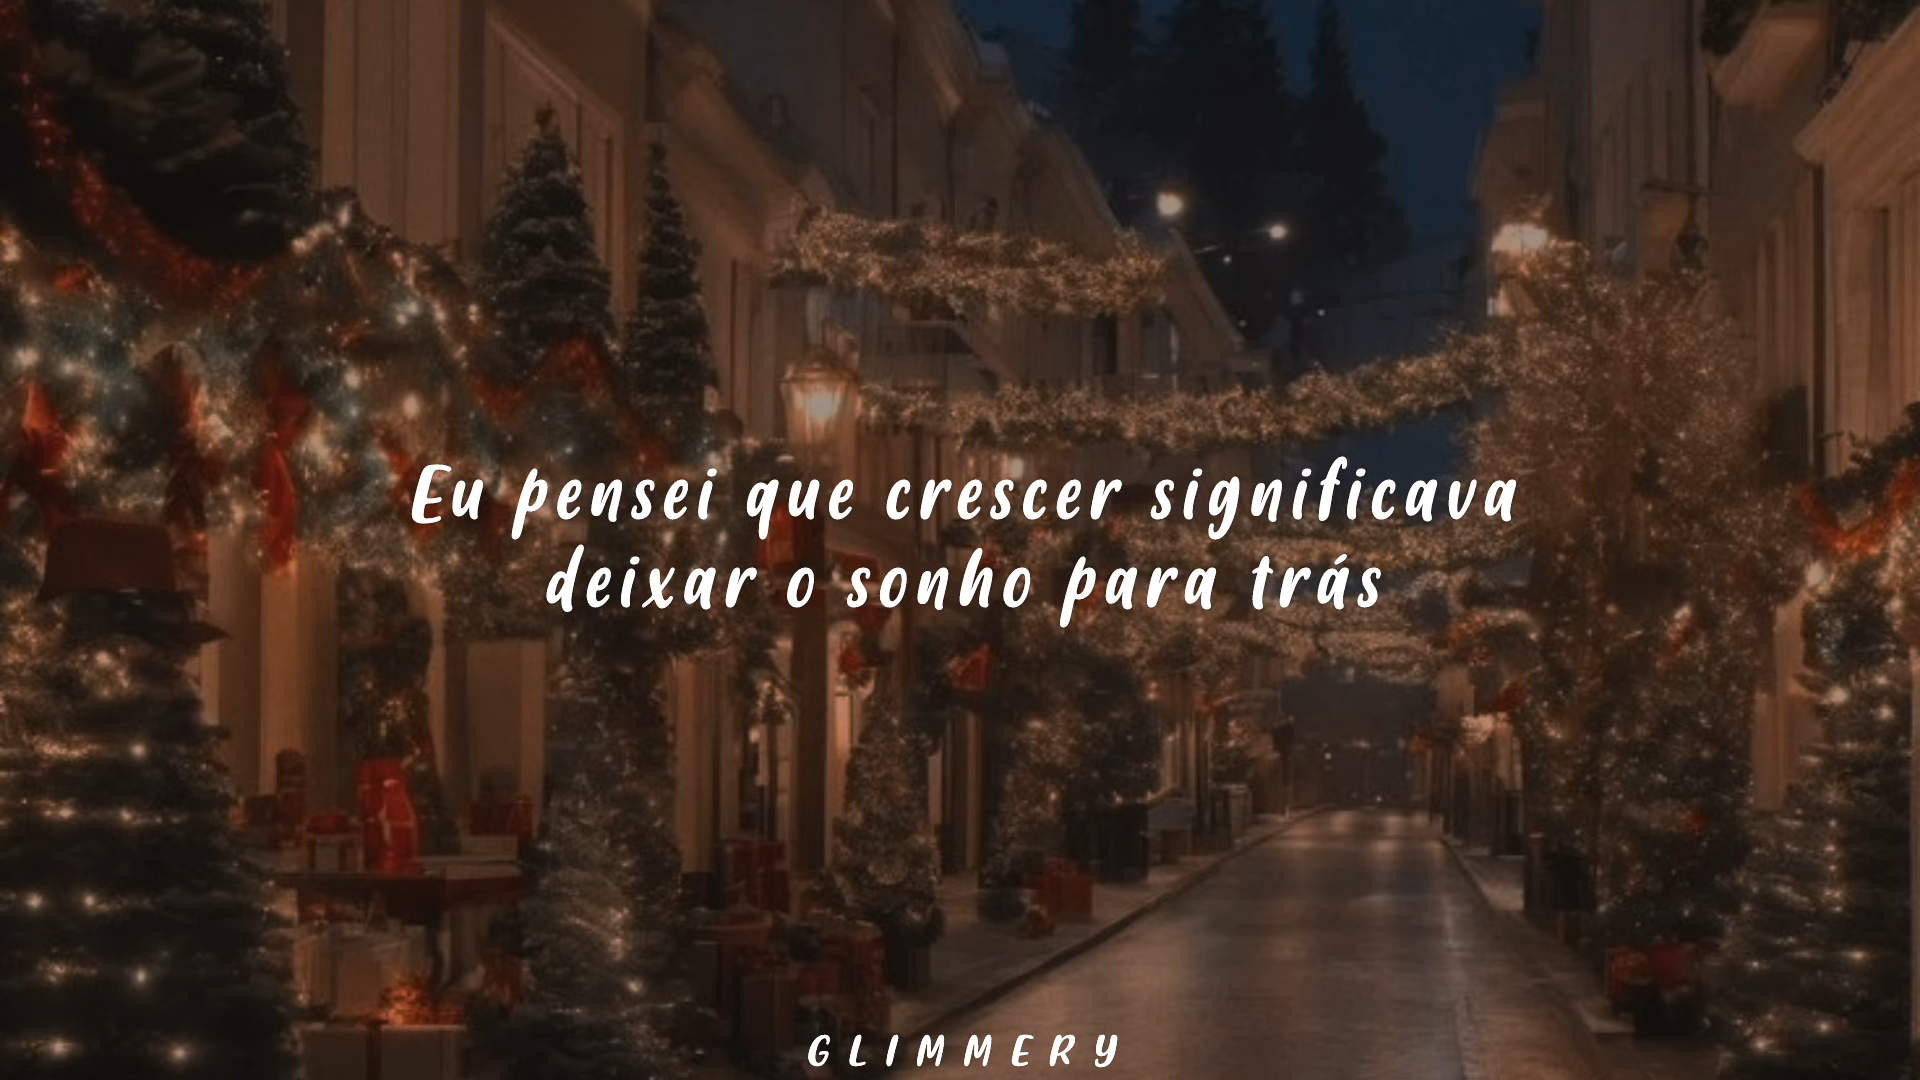 Eu pensei que crescer significava
deixar o sonho para trás
GLIMMERY